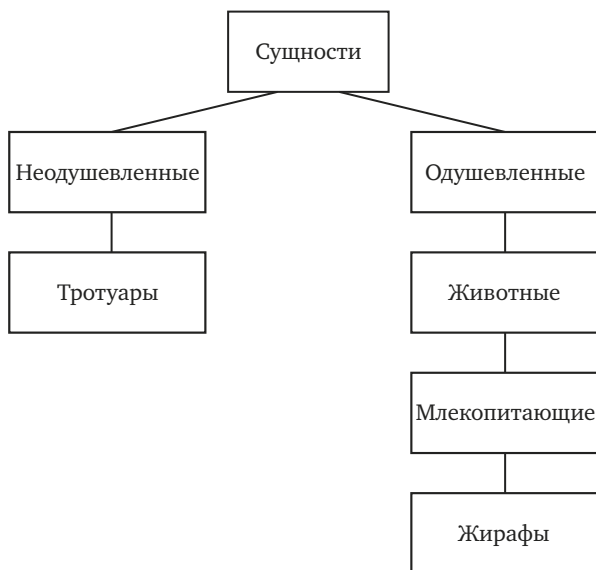 Сущности
Неодушевленные
Одушевленные
Тротуары
Животные
Млекопитающие
Жирафы